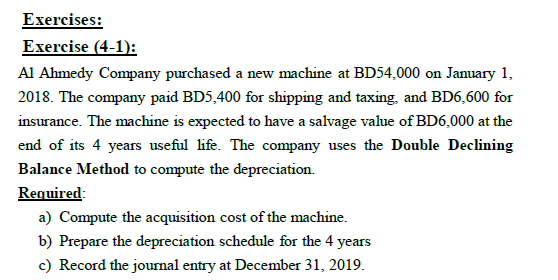 Exercises:
Exercise (4-1):
Al Ahmedy Company purchased a new machine at BD54,000 on January 1,
2018. The company paid BD5,400 for shipping and taxing, and BD6,600 for
insurance. The machine is expected to have a salvage value of BD6,000 at the
end of its 4 years useful life. The company uses the Double Declining
Balance Method to compute the depreciation.
Required:
a) Compute the acquisition cost of the machine.
b) Prepare the depreciation schedule for the 4 years
c) Record the journal entry at December 31, 2019.